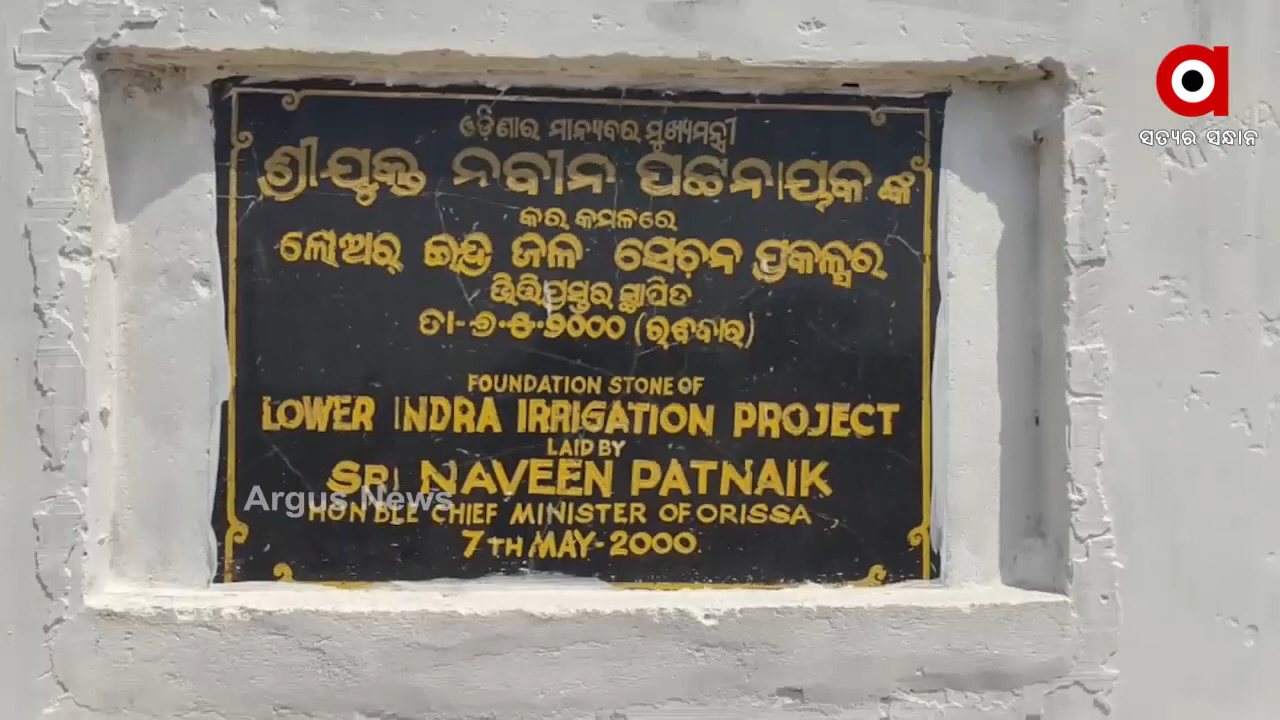 ଓଡ଼ିଶାର ମାନ୍ୟବର ମୁଖ୍ୟମନ୍ତ୍ରୀ
ଶ୍ରୀଯୁକ୍ତ ନବୀନ ପଟ୍ଟନାୟକ ଙ୍କ
କର କମଳରେ
ଲୋଅର୍ ଇନ୍ଦ୍ର ଜଳ ସେଚନ ପ୍ରକଳ୍ପର
ଭିତ୍ତିପ୍ରସ୍ତର ସ୍ଥାପିତ
ତା-୭-୫-୨୦୦୦ (ରବିବାର)
FOUNDATION STONE OF
LOWER INDRA IRRIGATION PROJECT
LAID BY
SRI NAVEEN PATNAIK
HON'BLE CHIEF MINISTER OF ORISSA
7TH MAY-2000
Argus News
ସତ୍ୟର ସନ୍ଧାନ